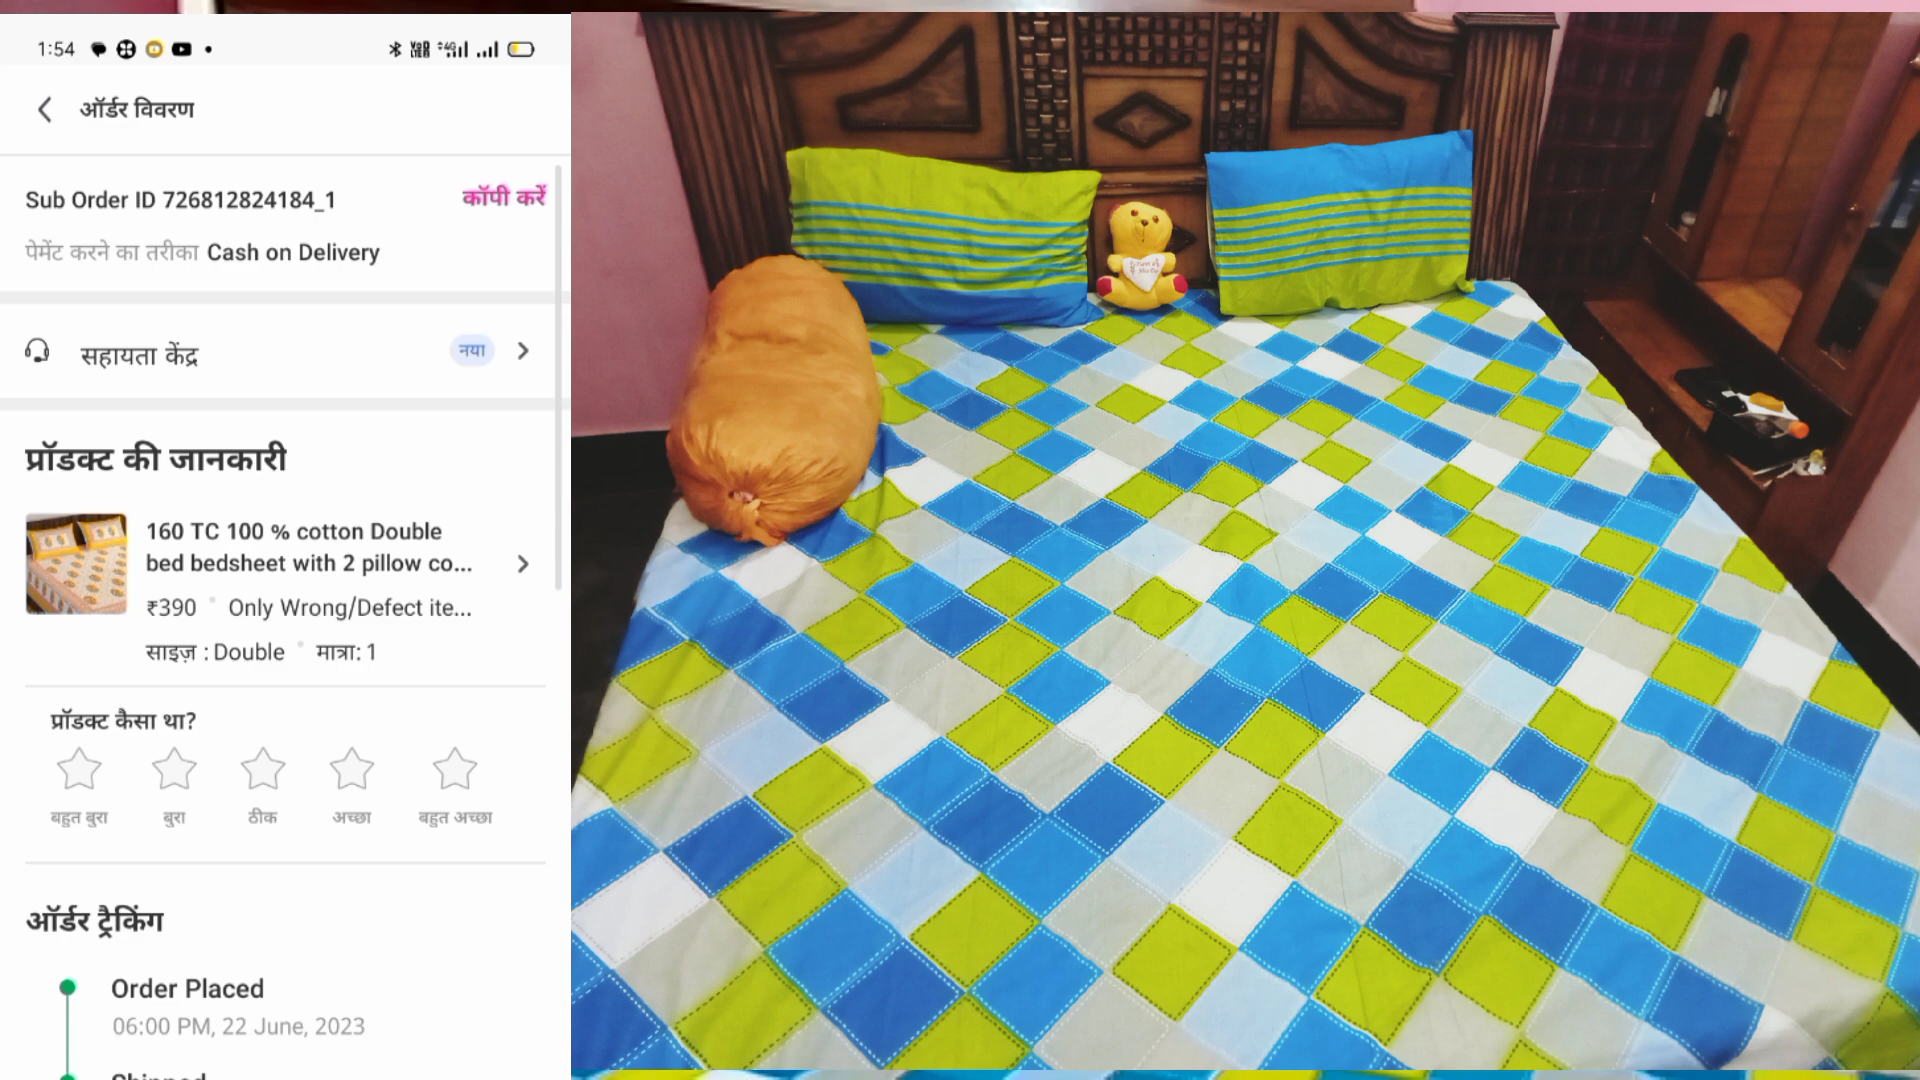 1:54
ऑर्डर विवरण
Sub Order ID 726812824184_1
कॉपी करें
पेमेंट करने का तरीका Cash on Delivery
सहायता केंद्र
नया
प्रॉडक्ट की जानकारी
160 TC 100 % cotton Double
bed bedsheet with 2 pillow co...
₹390 Only Wrong/Defect ite...
साइज़ : Double मात्रा: 1
प्रॉडक्ट कैसा था?
बहुत बुरा बुरा ठीक अच्छा बहुत अच्छा
ऑर्डर ट्रैकिंग
Order Placed
06:00 PM, 22 June, 2023
Shipped